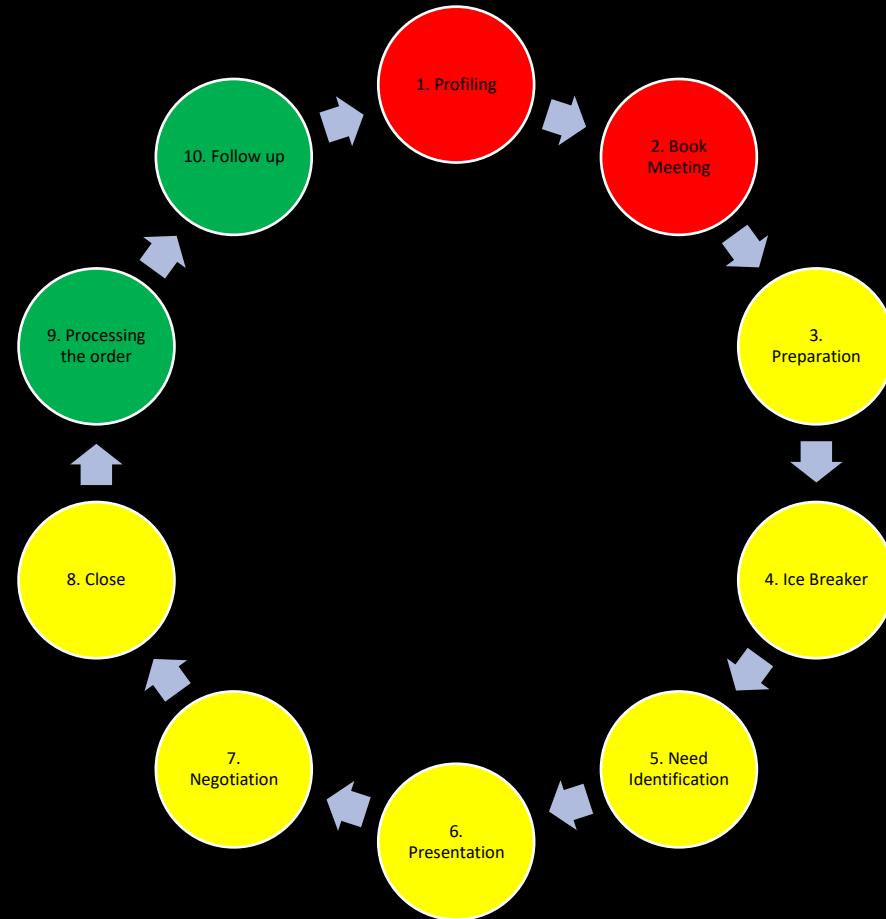 1. Profiling
2. Book
Meeting
3.
Preparation
4. Ice Breaker
5. Need
Identification
6.
Presentation
7.
Negotiation
8. Close
9. Processing
the order
10. Follow up